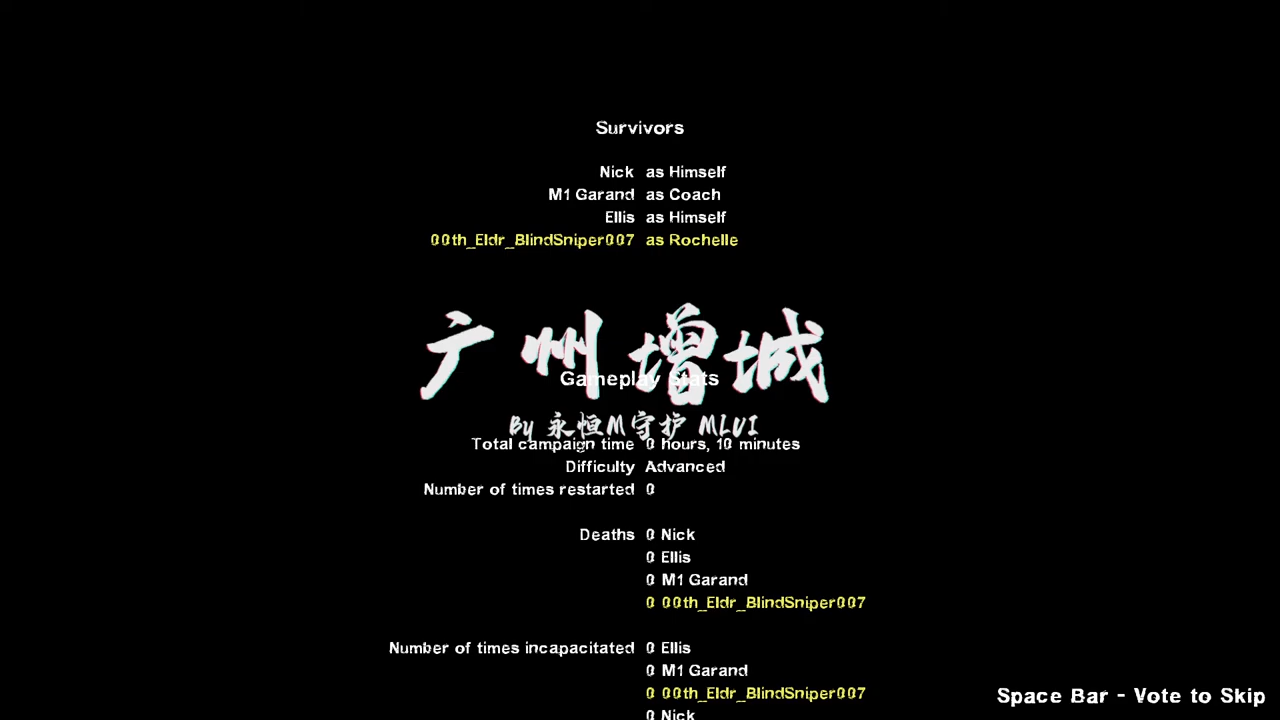 Survivors
Nick as Himself
M1 Garand as Coach
Ellis as Himself
00th_Eldr_BlindSniper007 as Rochelle
广州增城
Gameplay Stats
By 永恒M守护 MLVI
Total campaign time 0 hours, 10 minutes
Difficulty Advanced
Number of times restarted 0
Deaths 0 Nick
0 Ellis
0 M1 Garand
0 00th_Eldr_BlindSniper007
Number of times incapacitated 0 Ellis
0 M1 Garand
0 00th_Eldr_BlindSniper007
0 Nick
Space Bar - Vote to Skip